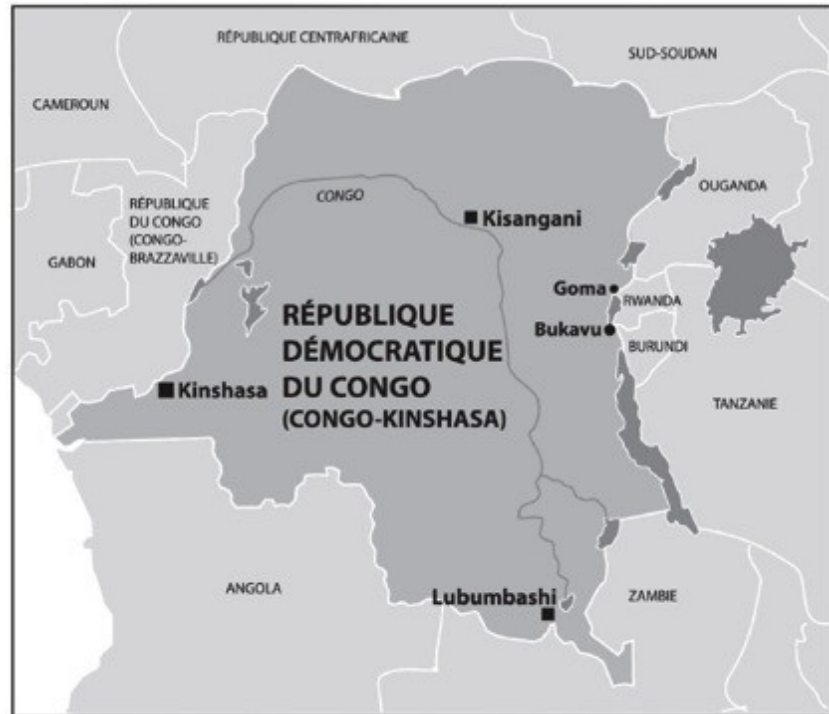 RÉPUBLIQUE CENTRAFRICAINE
SUD-SOUDAN
CAMEROUN
OUGANDA
CONGO
RÉPUBLIQUE
DU CONGO
(CONGO-
BRAZZAVILLE)
Kisangani
GABON
Goma
RWANDA
RÉPUBLIQUE
DÉMOCRATIQUE
DU CONGO
(CONGO-KINSHASA)
Bukavu
BURUNDI
Kinshasa
TANZANIE
ANGOLA
Lubumbashi
ZAMBIE